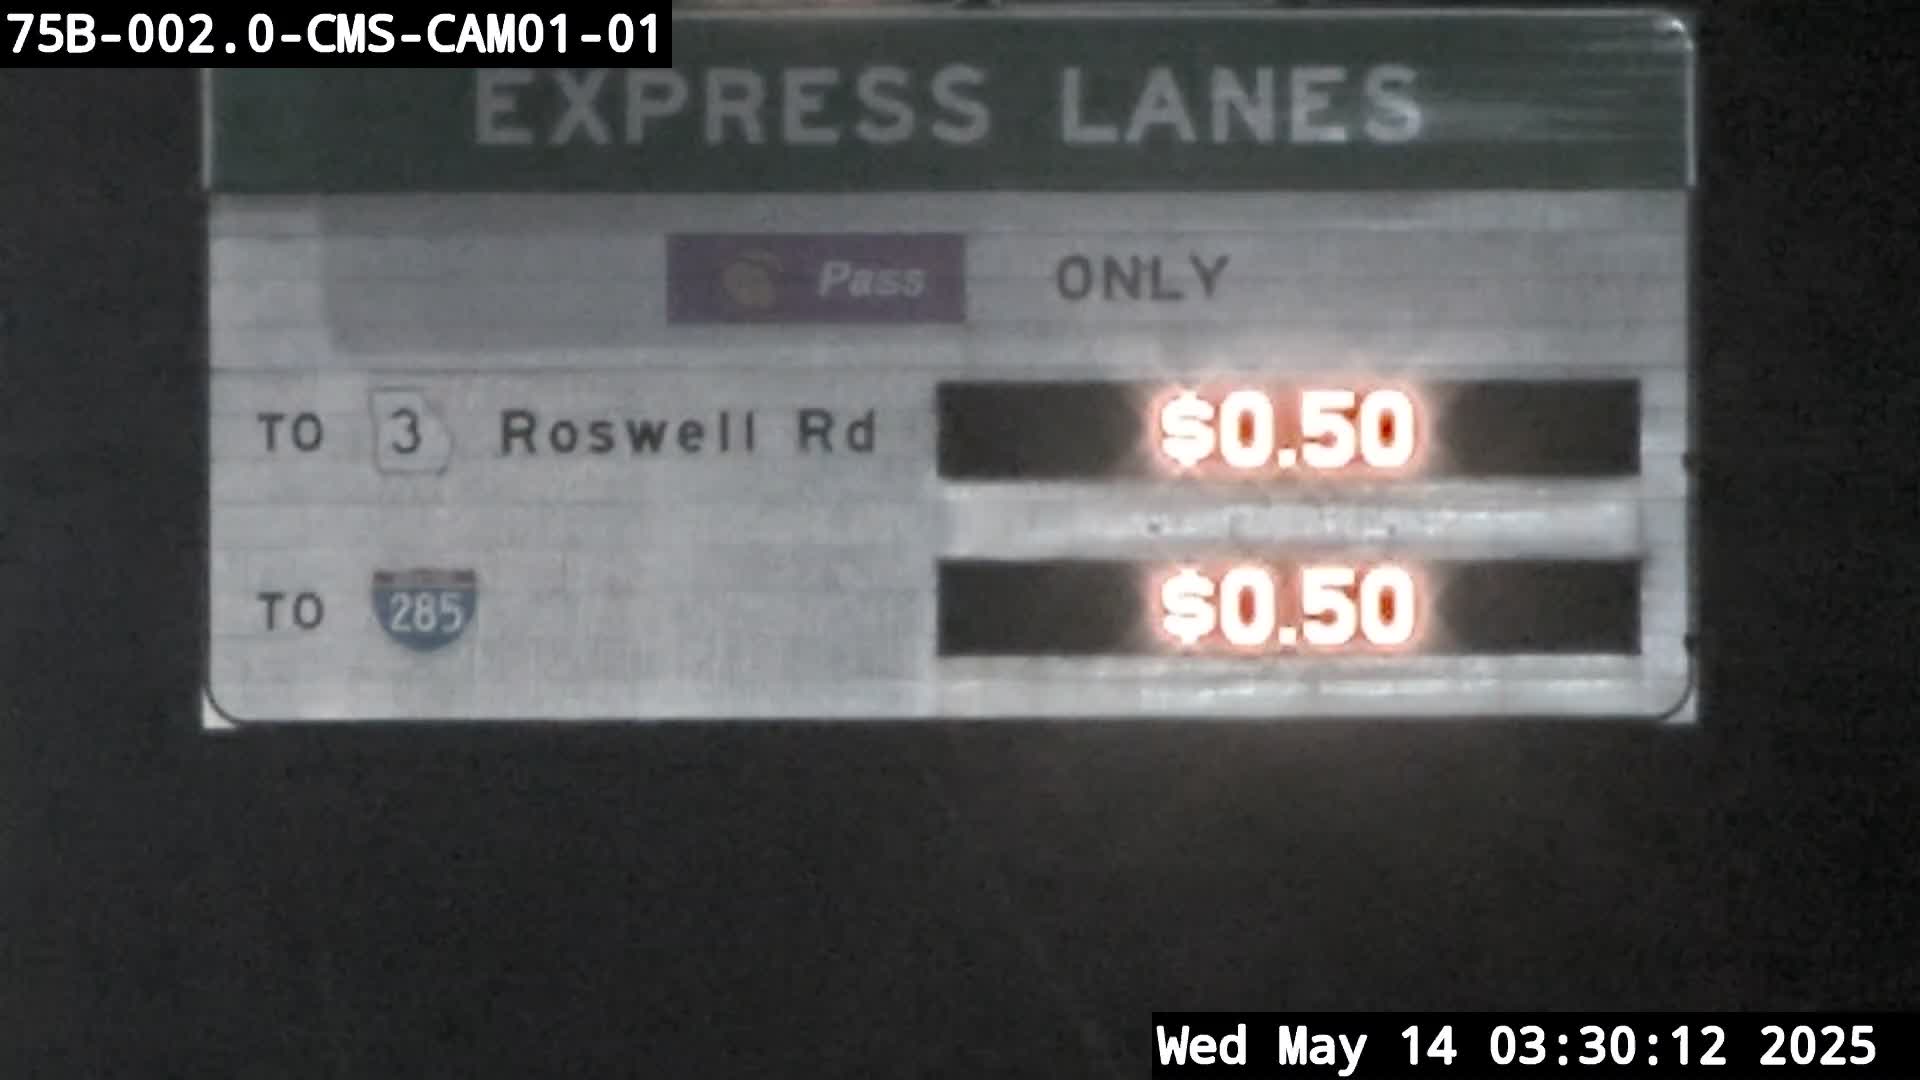 75B-002.0-CMS-CAM01-01
EXPRESS LANES
Pass ONLY
TO 3 Roswell Rd $0.50
TO 285 $0.50
Wed May 14 03:30:12 2025